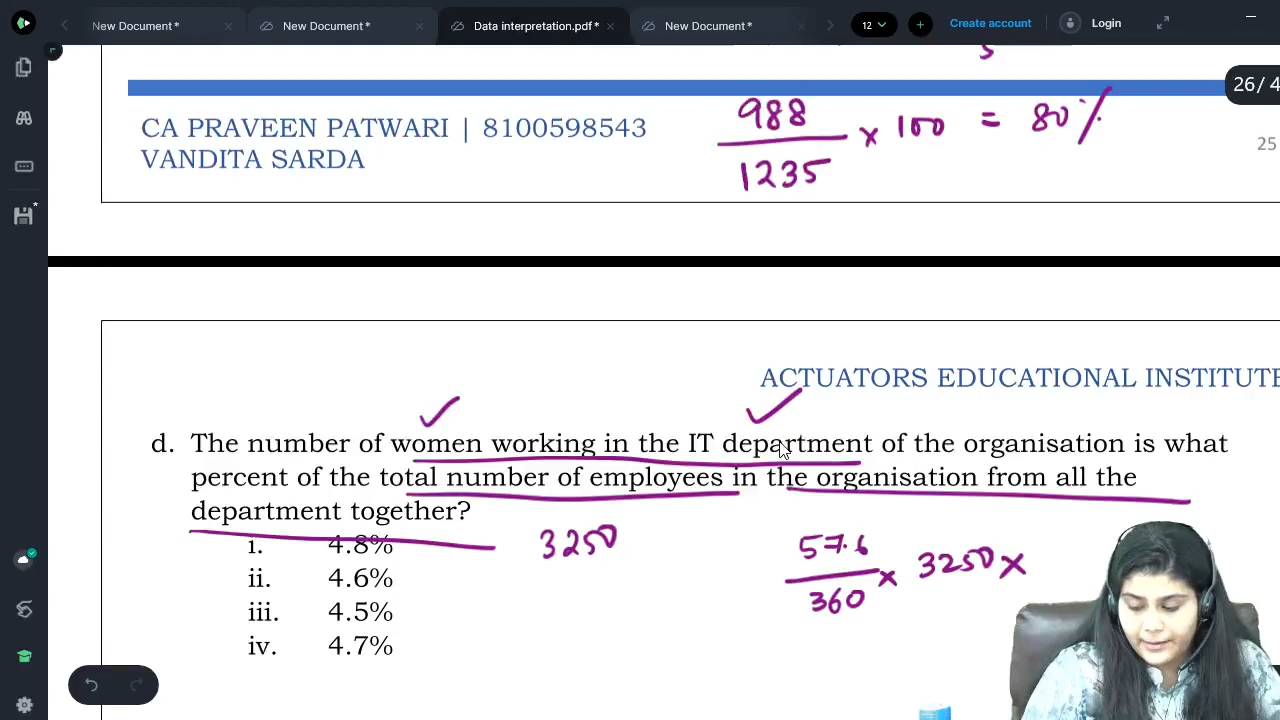 New Document*
New Document*
Data interpretation.pdf*
New Document*
12
Create account
Login
26/ 4
988
1235
x 100 = 80%
CA PRAVEEN PATWARI | 8100598543
VANDITA SARDA
25
ACTUATORS EDUCATIONAL INSTITUTE
d. The number of women working in the IT department of the organisation is what
percent of the total number of employees in the organisation from all the
department together?
i. 4.8%
ii. 4.6%
iii. 4.5%
iv. 4.7%
3250
57.6
360
x 3250 x